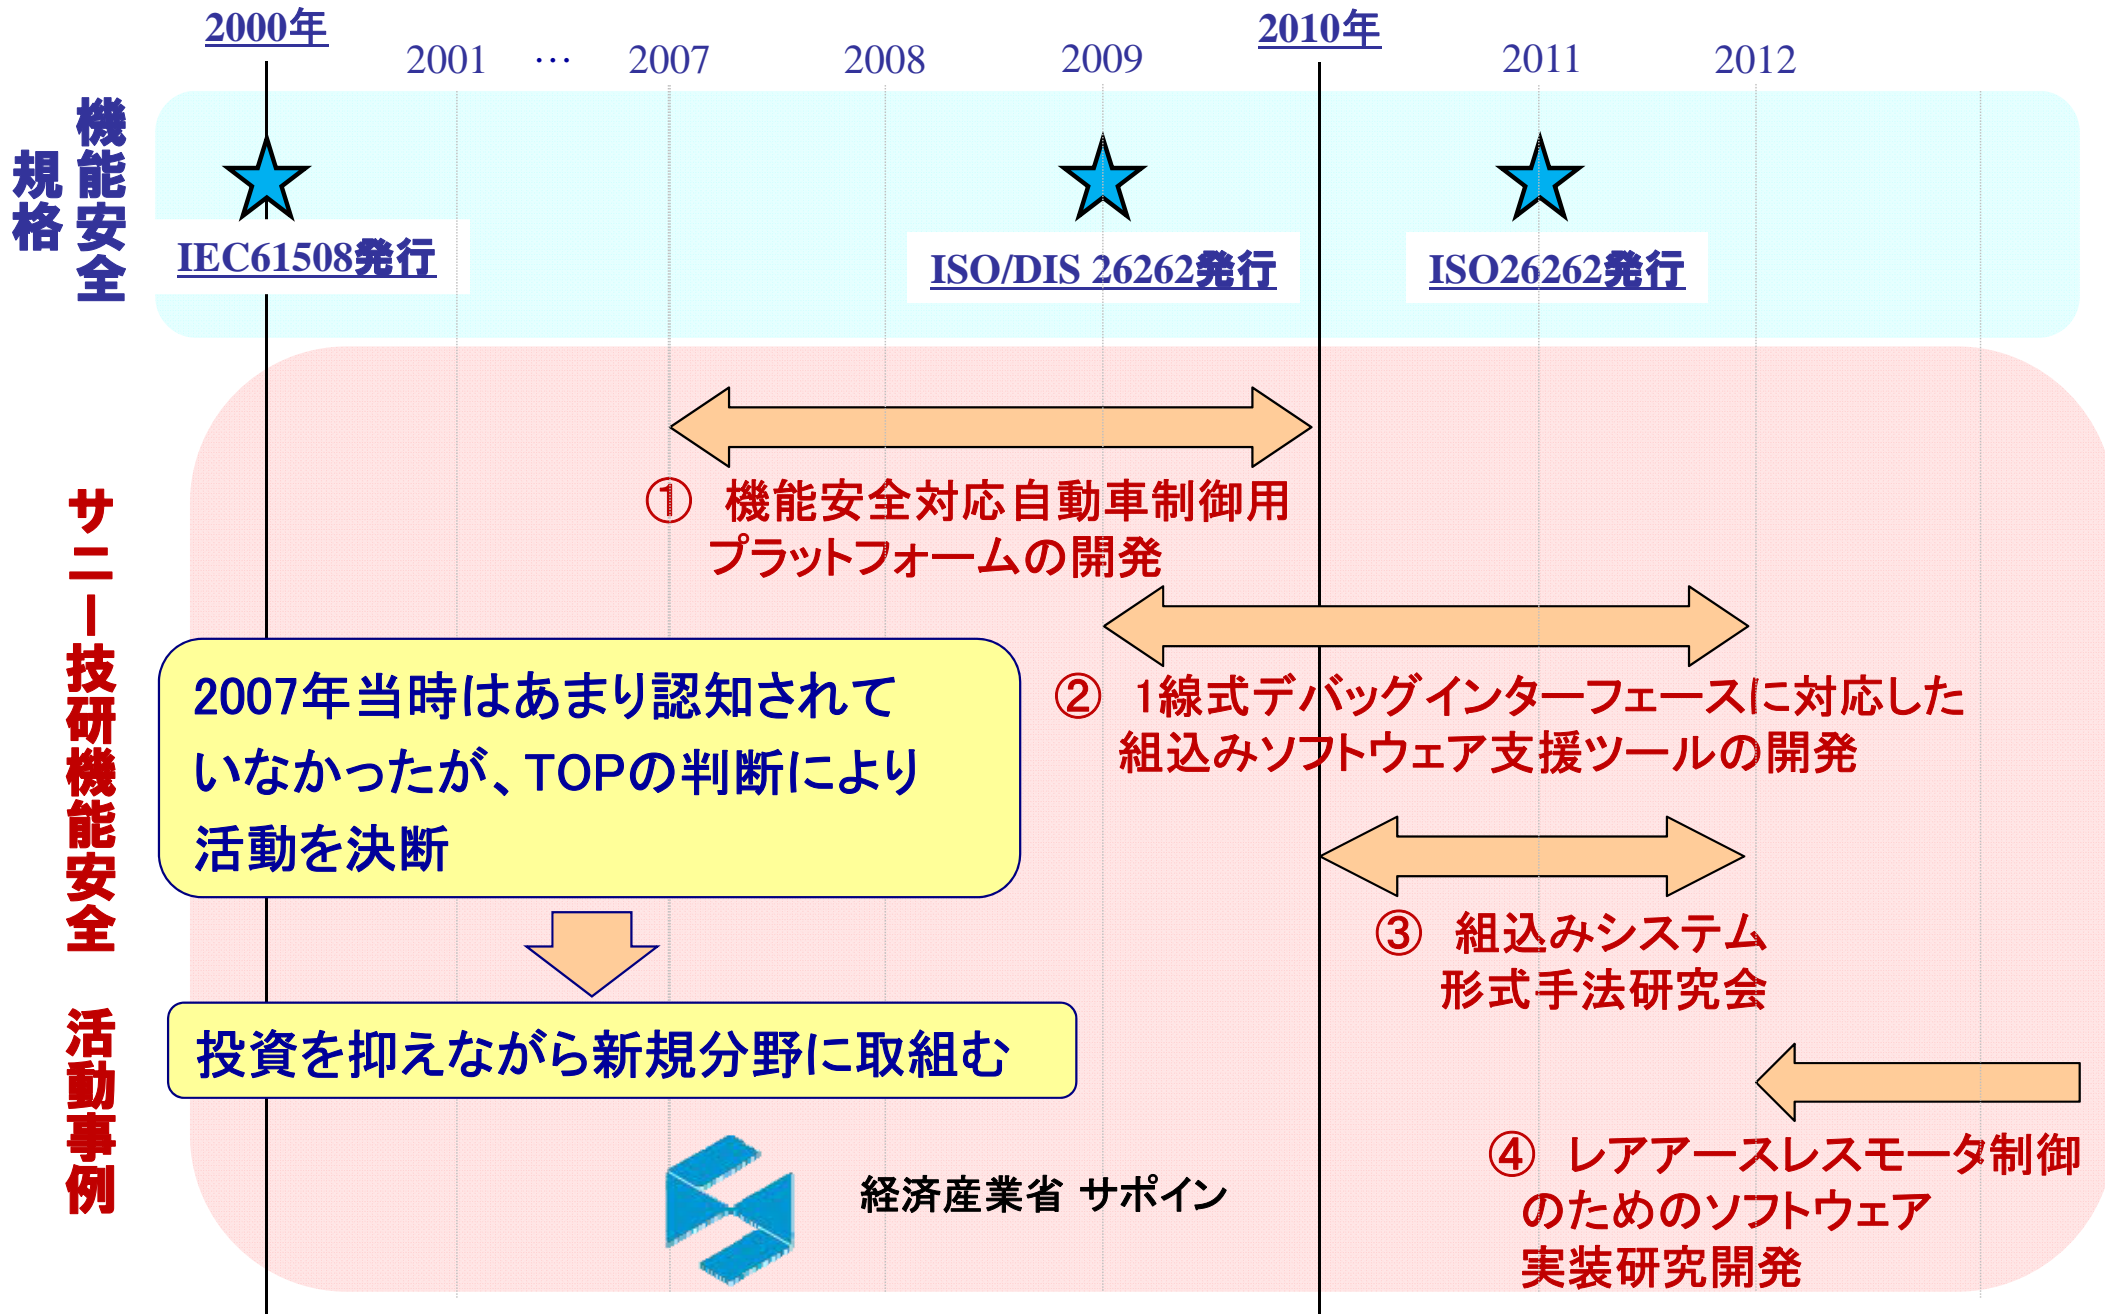 2000年
2001
…
2007
2008
2009
2010年
2011
2012
機能安全
規格
IEC61508発行
ISO/DIS 26262発行
ISO26262発行
サニー技研機能安全　活動事例
①　機能安全対応自動車制御用
プラットフォームの開発
②　1線式デバッグインターフェースに対応した
組込みソフトウェア支援ツールの開発
2007年当時はあまり認知されて
いなかったが、TOPの判断により
活動を決断
③　組込みシステム
形式手法研究会
投資を抑えながら新規分野に取組む
④　レアアースレスモータ制御
のためのソフトウェア
実装研究開発
経済産業省 サポイン